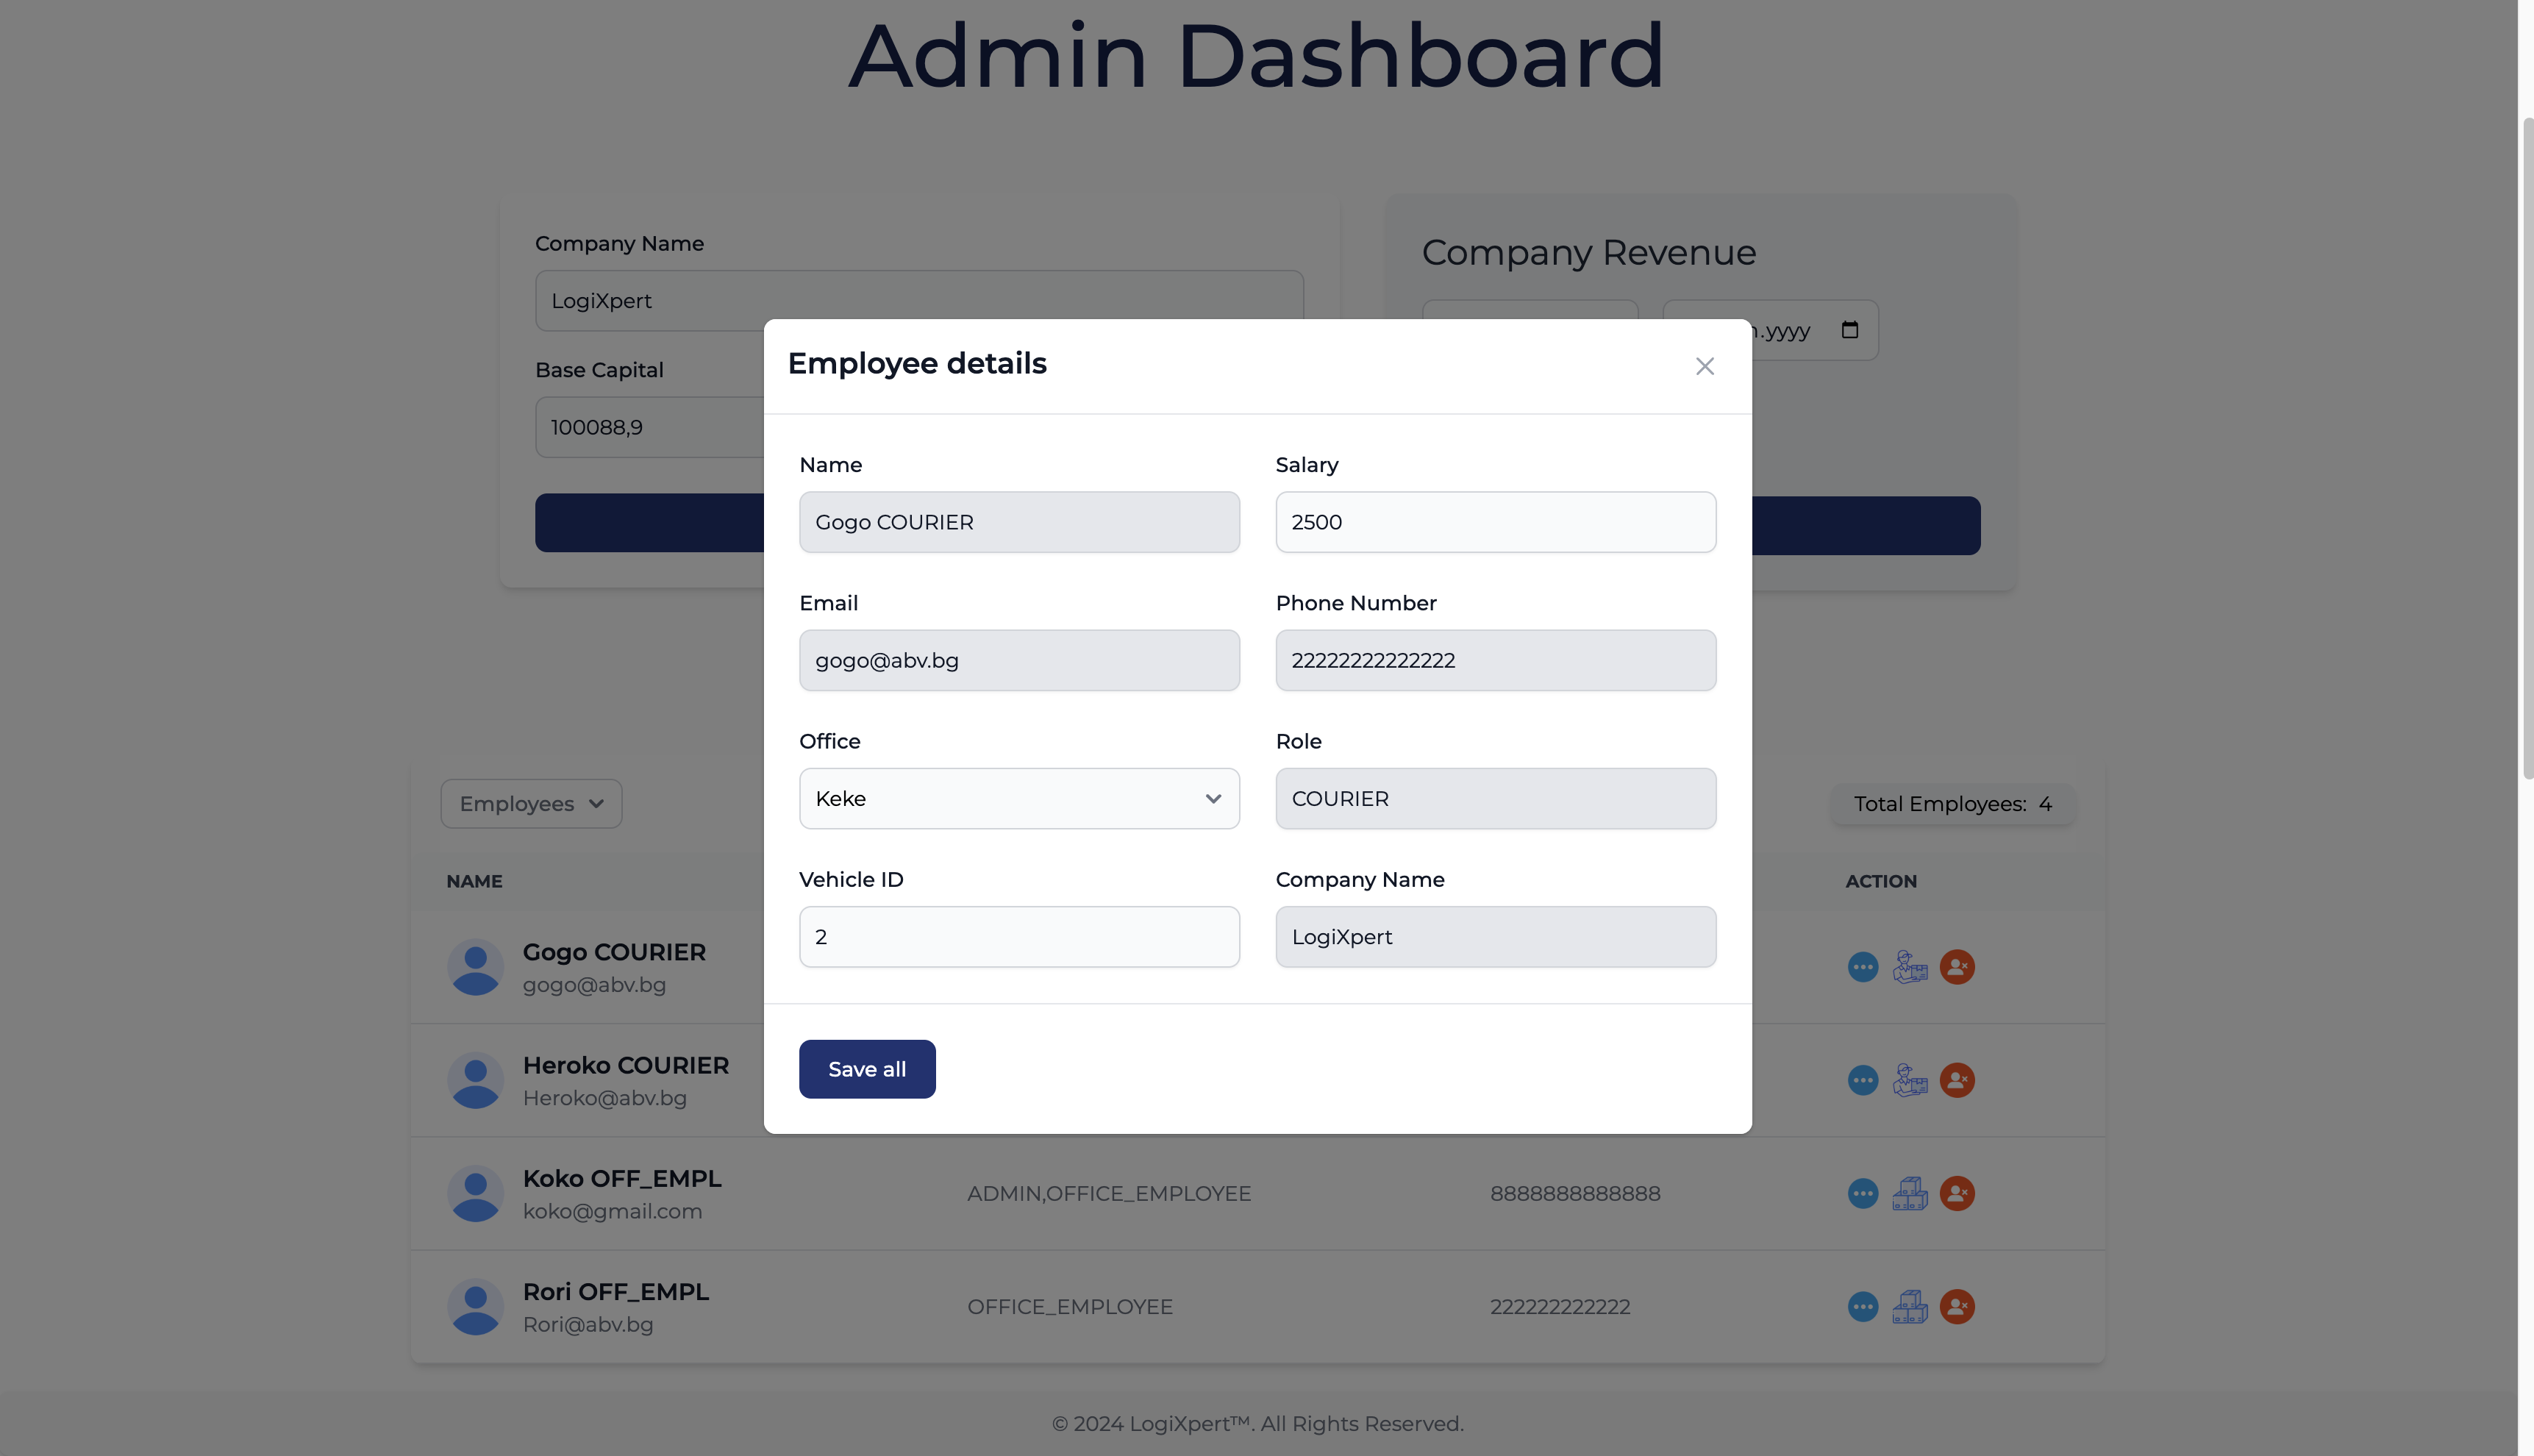 Admin Dashboard
Company Name
LogiXpert
Base Capital
100088,9
Company Revenue
.yyyy
Employee details
Name
Salary
Gogo COURIER
2500
Email
Phone Number
gogo@abv.bg
22222222222222
Office
Role
Keke
COURIER
Vehicle ID
Company Name
2
LogiXpert
Save all
Employees
Total Employees: 4
NAME
ACTION
Gogo COURIER
gogo@abv.bg
Heroko COURIER
Heroko@abv.bg
Koko OFF_EMPL
koko@gmail.com
ADMIN,OFFICE_EMPLOYEE
8888888888888
Rori OFF_EMPL
Rori@abv.bg
OFFICE_EMPLOYEE
222222222222
© 2024 LogiXpert™. All Rights Reserved.